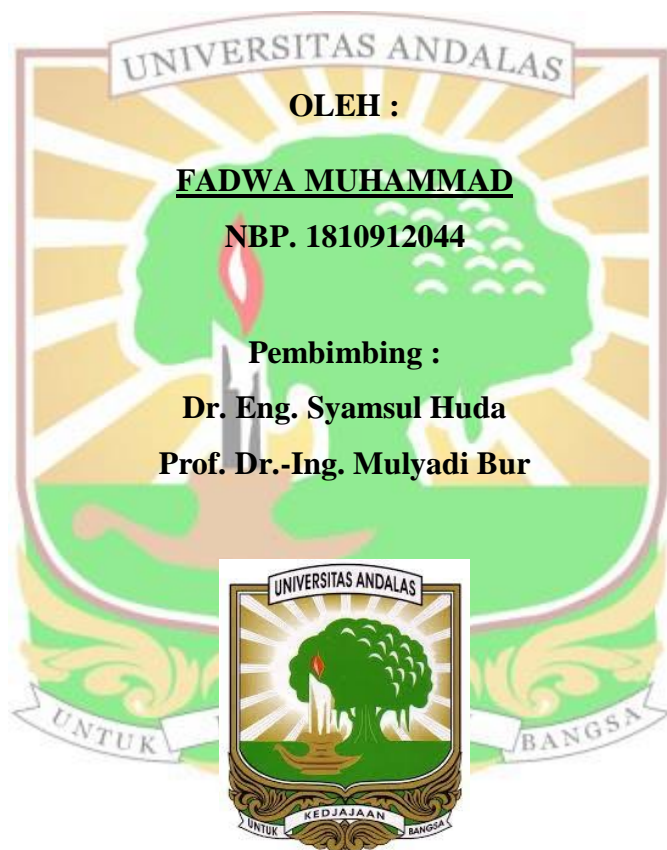 UNIVERSITAS ANDALAS
OLEH :
FADWA MUHAMMAD
NBP. 1810912044
Pembimbing :
Dr. Eng. Syamsul Huda
Prof. Dr.-Ing. Mulyadi Bur
UNIVERSITAS ANDALAS
UNTUK
BANGSA
UNTUK KEDJAJAAN BANGSA